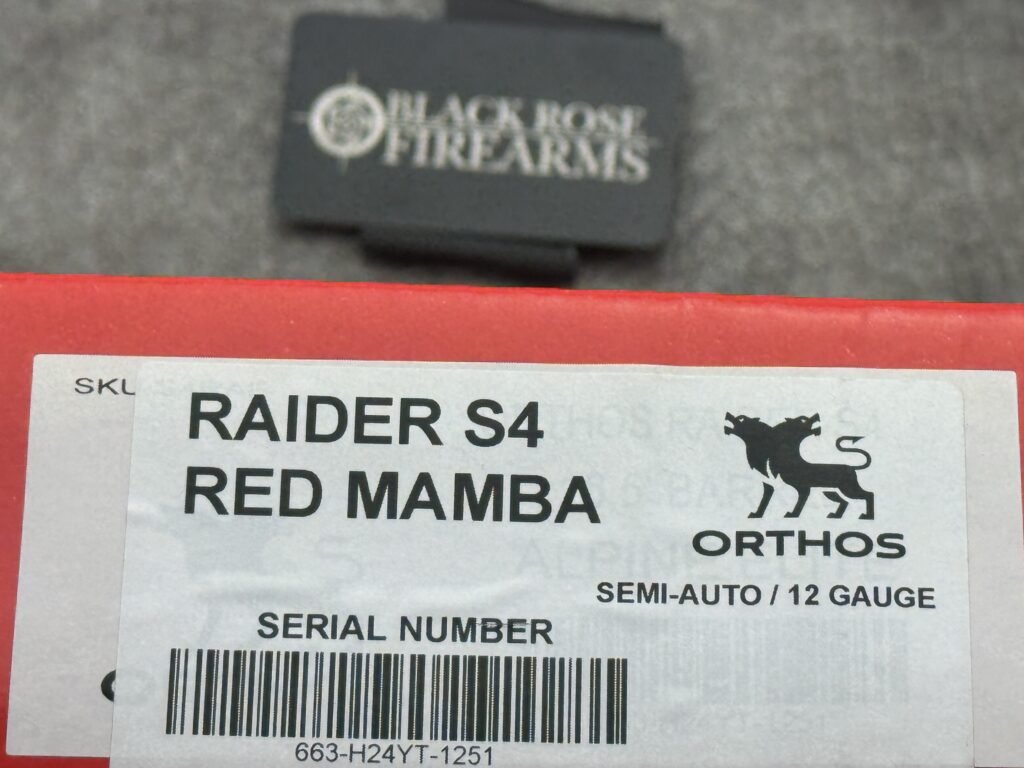 BLACK ROSE
FIREARMS
SKU
RAIDER S4
RED MAMBA
ORTHOS
SEMI-AUTO / 12 GAUGE
SERIAL NUMBER
663-H24YT-1251